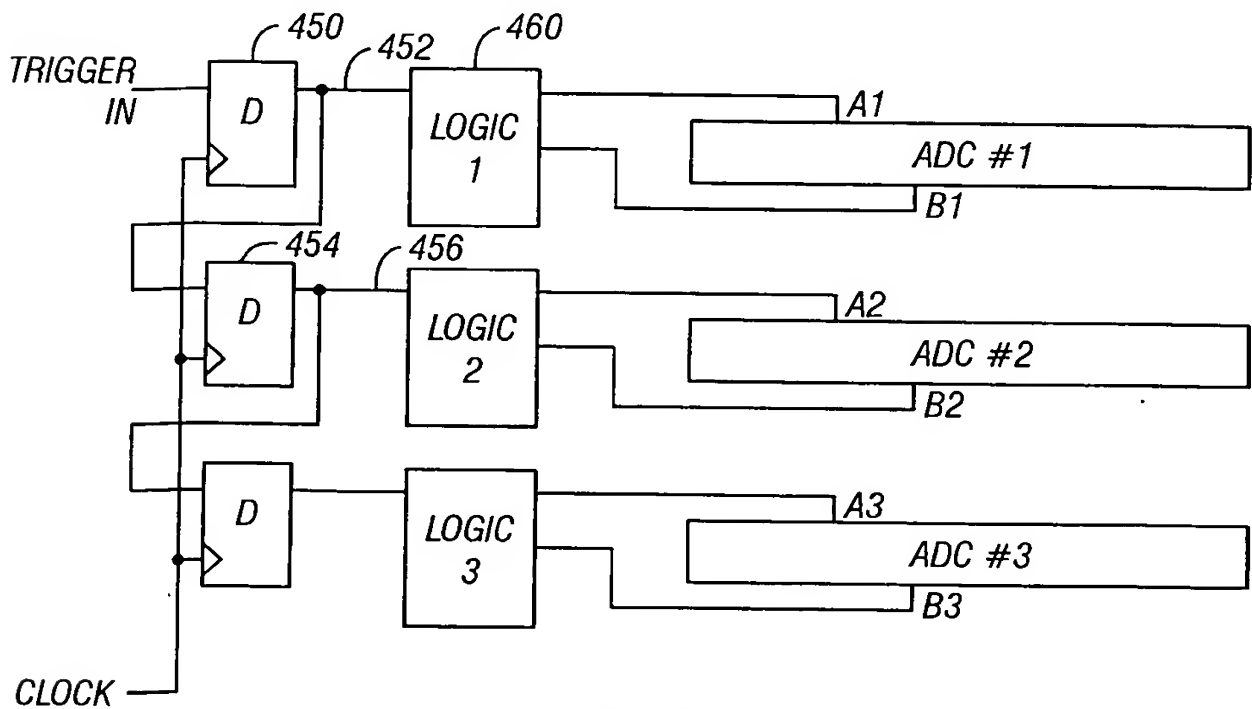 450
452
460
TRIGGER
IN
D
LOGIC
1
A1
ADC #1
B1
454
456
D
LOGIC
2
A2
ADC #2
B2
D
LOGIC
3
A3
ADC #3
B3
CLOCK